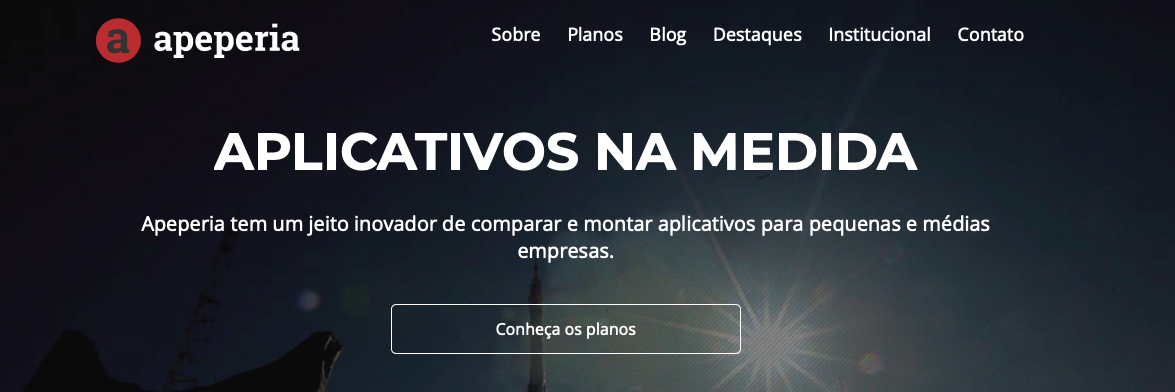 a apeperia
Sobre Planos Blog Destaques Institucional Contato
APLICATIVOS NA MEDIDA
Apeperia tem um jeito inovador de comparar e montar aplicativos para pequenas e médias
empresas.
Conheça os planos